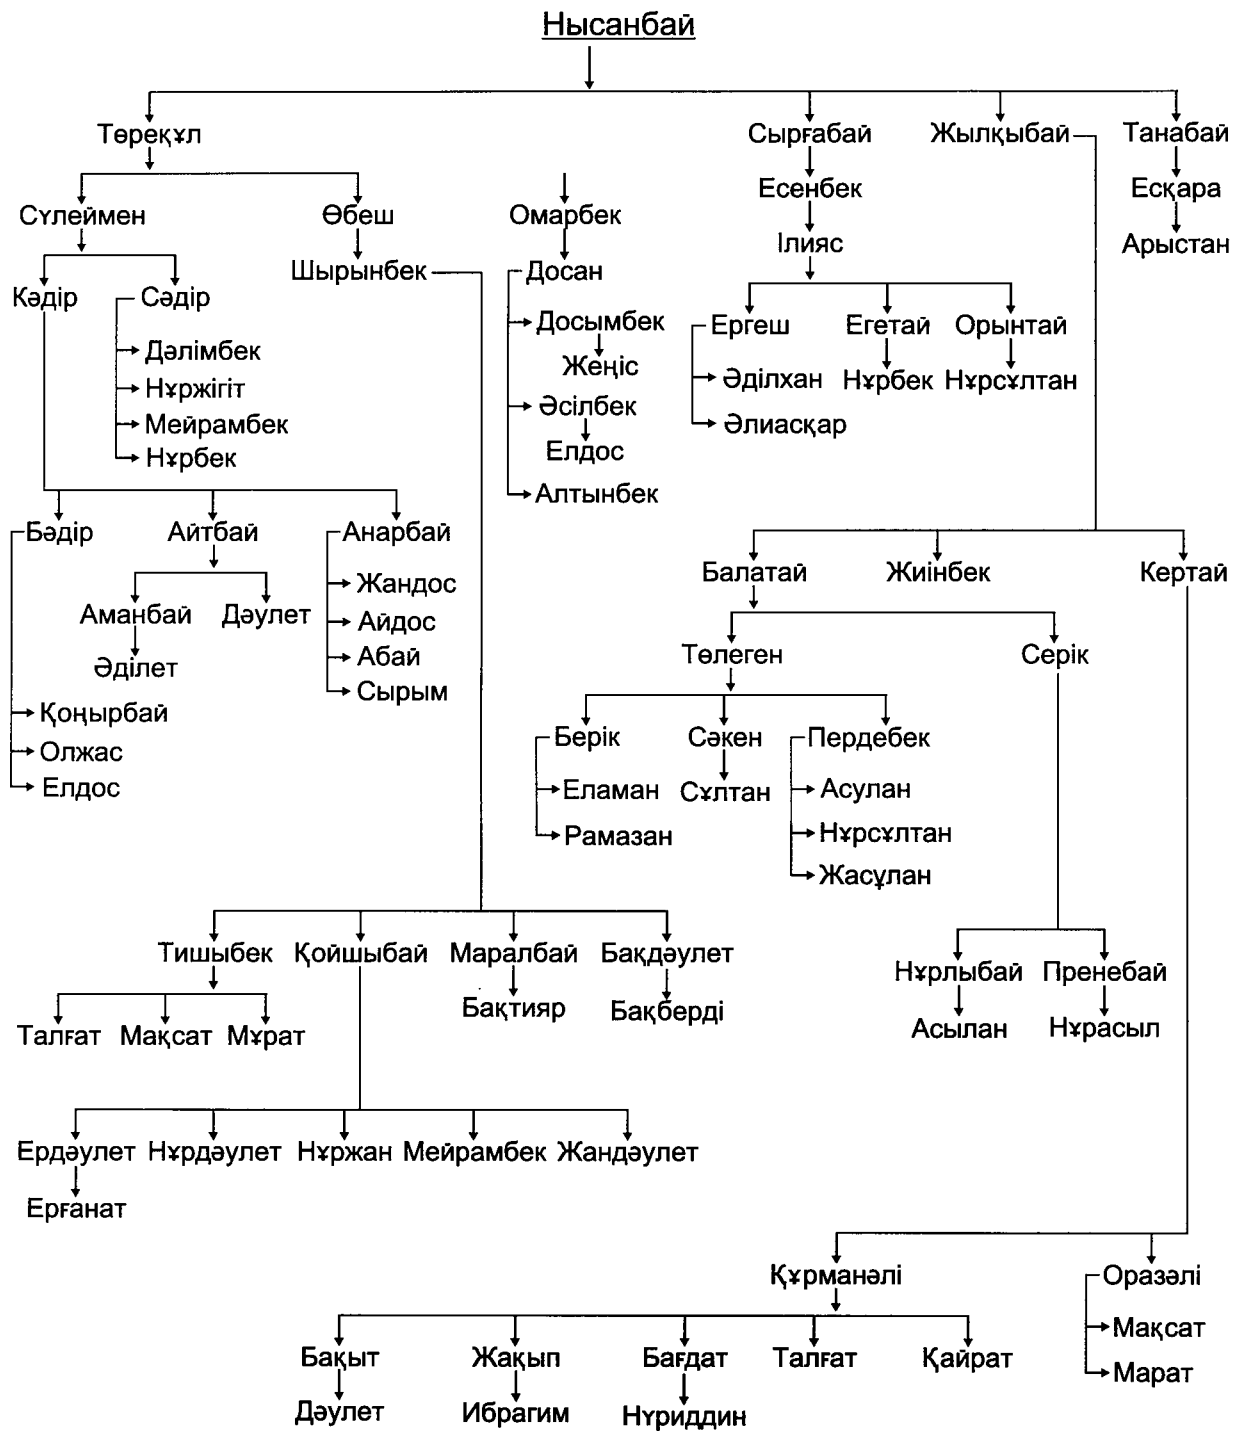 Нысанбай
Төреқұл
Сырғабай
Жылқыбай
Танабай
Есенбек
Есқара
Сүлеймен
Өбеш
Омарбек
Ілияс
Арыстан
Шырынбек
Досан
Кәдір
Сәдір
Досымбек
Ергеш
Егетай
Орынтай
Дәлімбек
Жеңіс
Әділхан
Нұрбек
Нұрсұлтан
Нұржігіт
Әсілбек
Мейрамбек
Әлиасқар
Нұрбек
Елдос
Алтынбек
Бәдір
Айтбай
Анарбай
Балатай
Жиінбек
Кертай
Жандос
Аманбай
Дәулет
Айдос
Әділет
Абай
Төлеген
Серік
Сырым
Қоңырбай
Олжас
Берік
Сәкен
Пердебек
Елдос
Еламан
Сұлтан
Асулан
Рамазан
Нұрсұлтан
Жасұлан
Тишыбек
Қойшыбай
Маралбай
Бақдәулет
Нұрлыбай
Пренебай
Бақтияр
Бақберді
Талғат
Мақсат
Мұрат
Асылан
Нұрасыл
Ердәулет
Нұрдәулет
Нұржан
Мейрамбек
Жандәулет
Ерғанат
Құрманәлі
Оразәлі
Мақсат
Бақыт
Жақып
Бағдат
Талғат
Қайрат
Марат
Дәулет
Ибрагим
Нүриддин